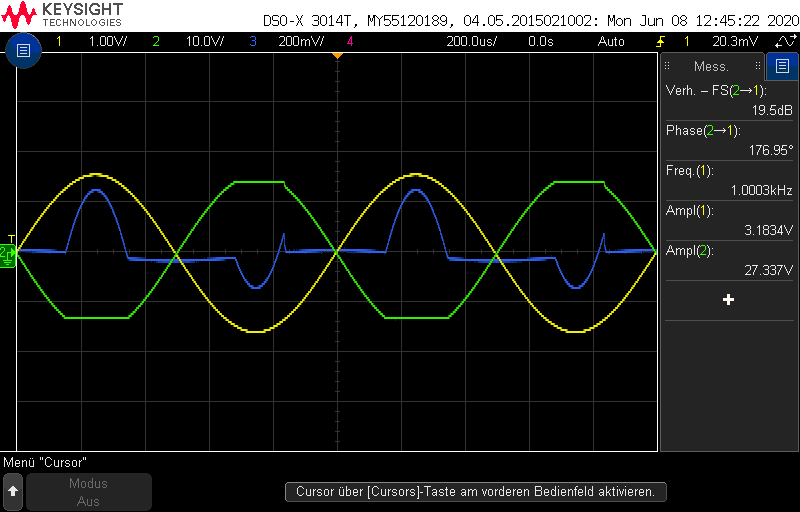 KEYSIGHT
TECHNOLOGIES
DSO-X 3014T, MY55120189, 04.05.2015021002: Mon Jun 08 12:45:22 2020
1 1.00V/ 2 10.0V/ 3 200mV/ 4 200.0us/ 0.0s Auto 1 20.3mV
Mess.
Verh. – FS(2→1):
19.5dB
Phase(2→1):
176.95°
Freq.(1):
1.0003kHz
Ampl(1):
3.1834V
Ampl(2):
27.337V
T
2
Menü "Cursor"
Modus
Aus
Cursor über [Cursors]-Taste am vorderen Bedienfeld aktivieren.